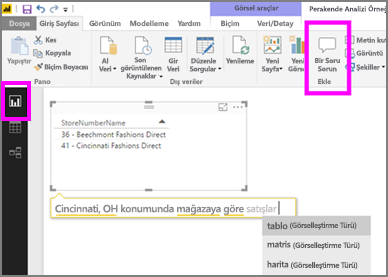 Görsel araçlar
Perakende Analizi Örneğ
Dosya Giriş Sayfası Görünüm Modelleme Yardım Biçim Veri/Detay
Yapıştır
Kes
Kopyala
Biçim Boyacısı
Pano
AI Veri
Son görüntülenen Kaynaklar
Gir Veri
Düzenle Sorgular
Yenileme
Dış veriler
Yeni Sayfa
Yeni Görsel
Bir Soru Sorun
Ekle
Metin
Görüntü
Şekiller
StoreNumberName
36 - Beechmont Fashions Direct
41 - Cincinnati Fashions Direct
Cincinnati, OH konumunda mağazaya göre satışlar
tablo (Görselleştirme Türü)
matris (Görselleştirme Türü)
harita (Görselleştirme Türü)